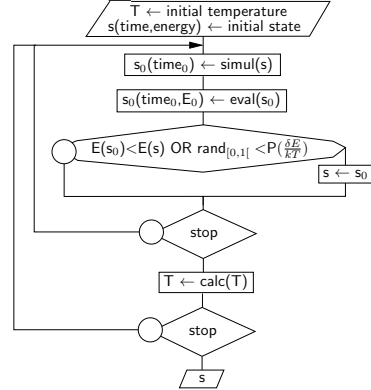 T ← initial temperature
s(time,energy) ← initial state
s₀(time₀) ← simul(s)
s₀(time₀,E₀) ← eval(s₀)
E(s₀)<E(s) OR rand[0,1[ <P(δE/kT)
s ← s₀
stop
T ← calc(T)
stop
s